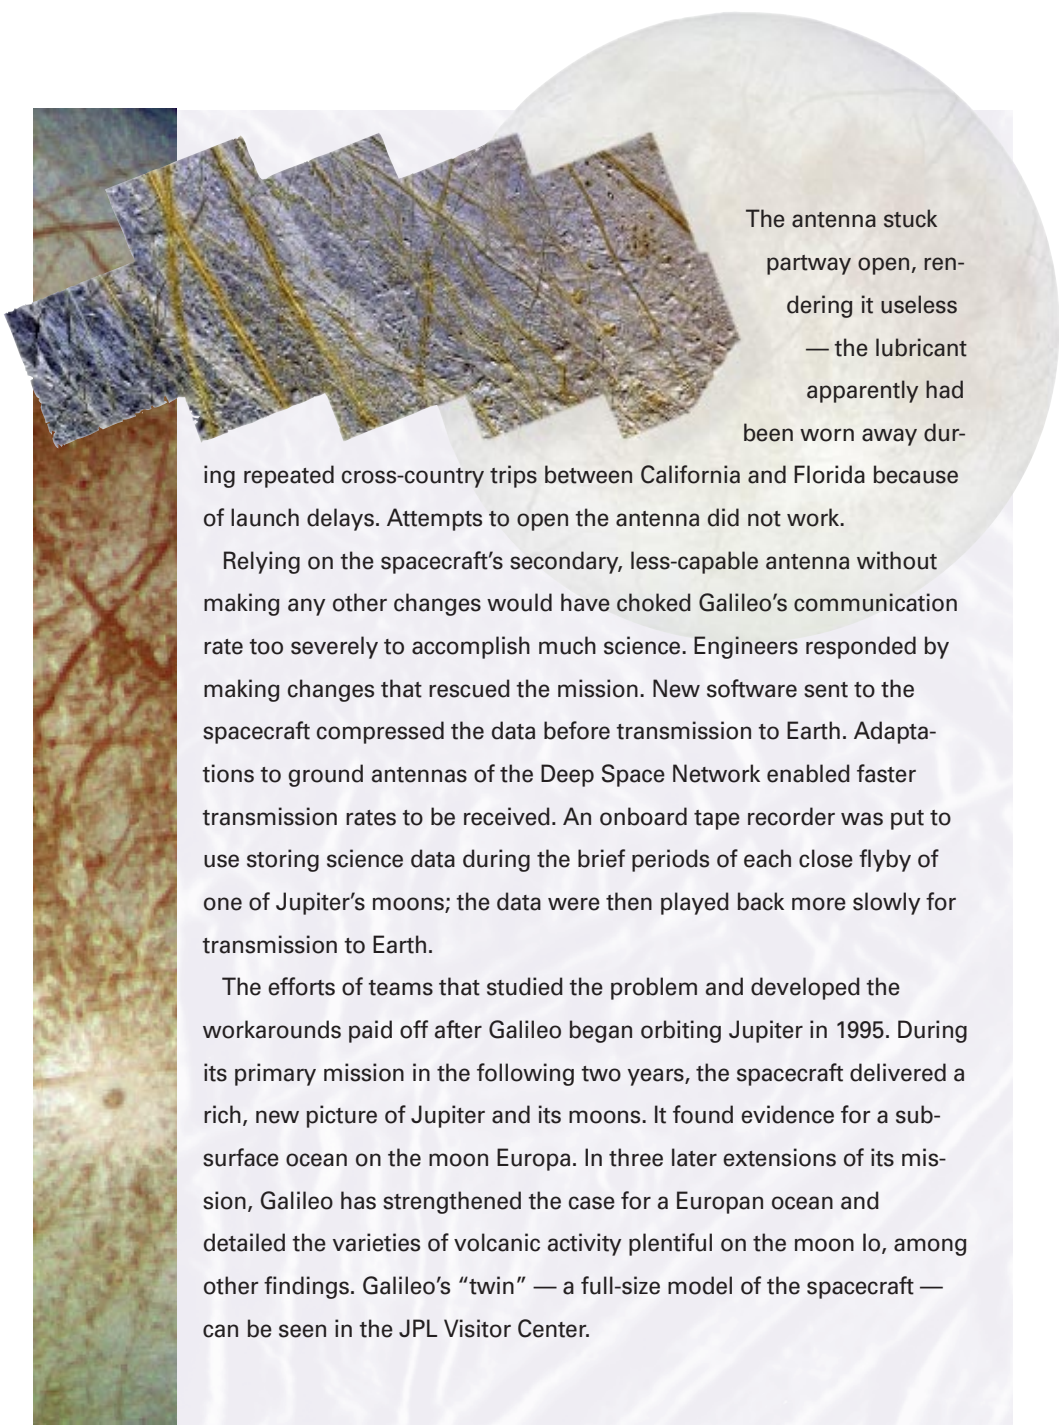 The antenna stuck
partway open, ren-
dering it useless
— the lubricant
apparently had
been worn away dur-
ing repeated cross-country trips between California and Florida because
of launch delays. Attempts to open the antenna did not work.
Relying on the spacecraft’s secondary, less-capable antenna without
making any other changes would have choked Galileo’s communication
rate too severely to accomplish much science. Engineers responded by
making changes that rescued the mission. New software sent to the
spacecraft compressed the data before transmission to Earth. Adapta-
tions to ground antennas of the Deep Space Network enabled faster
transmission rates to be received. An onboard tape recorder was put to
use storing science data during the brief periods of each close flyby of
one of Jupiter’s moons; the data were then played back more slowly for
transmission to Earth.
The efforts of teams that studied the problem and developed the
workarounds paid off after Galileo began orbiting Jupiter in 1995. During
its primary mission in the following two years, the spacecraft delivered a
rich, new picture of Jupiter and its moons. It found evidence for a sub-
surface ocean on the moon Europa. In three later extensions of its mis-
sion, Galileo has strengthened the case for a Europan ocean and
detailed the varieties of volcanic activity plentiful on the moon Io, among
other findings. Galileo’s “twin” — a full-size model of the spacecraft —
can be seen in the JPL Visitor Center.